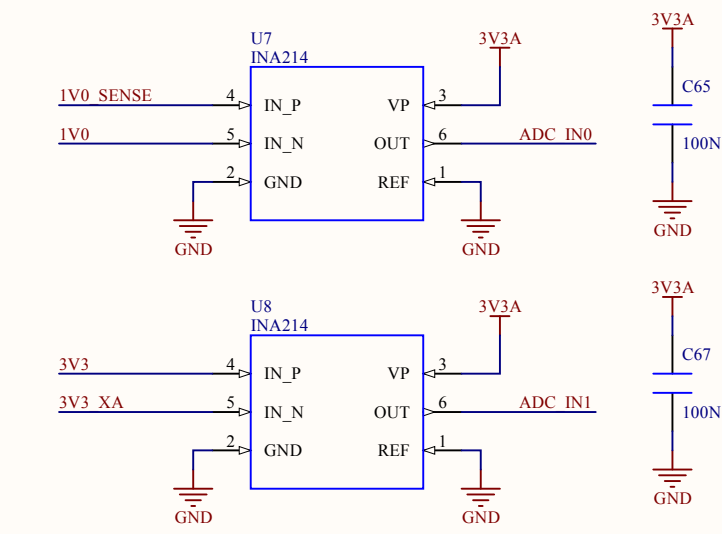 U7
INA214
1V0_SENSE
4
IN_P
VP
3
3V3A
1V0
5
IN_N
OUT
6
ADC_IN0
2
GND
REF
1
GND
GND
3V3A
C65
100N
GND
U8
INA214
3V3
4
IN_P
VP
3
3V3A
3V3_XA
5
IN_N
OUT
6
ADC_IN1
2
GND
REF
1
GND
GND
3V3A
C67
100N
GND